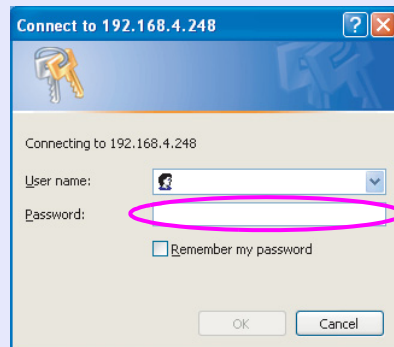 Connect to 192.168.4.248
?
Connecting to 192.168.4.248
User name:
Password:
Remember my password
OK Cancel